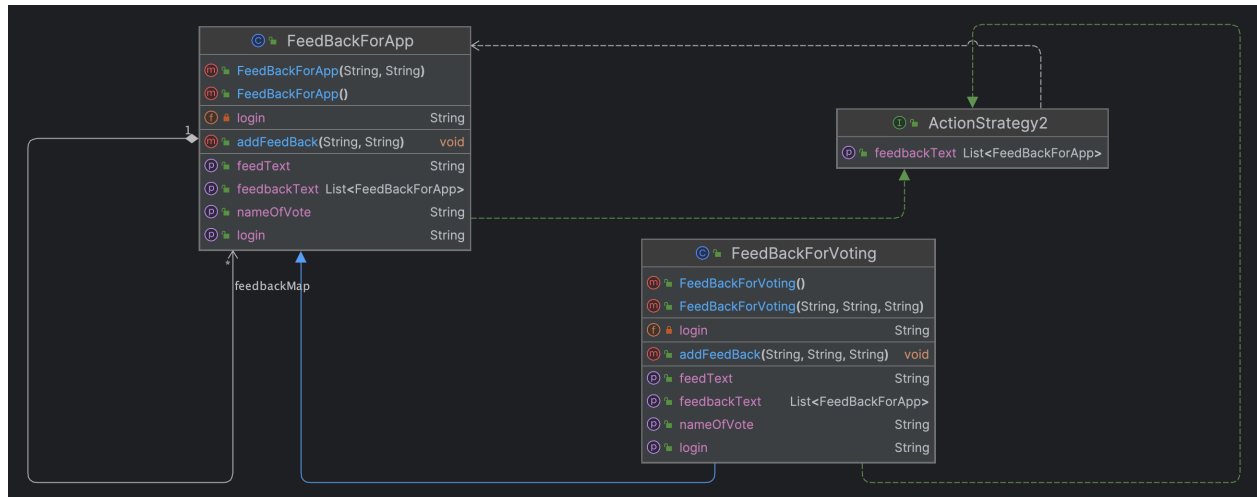 FeedBackForApp
FeedBackForApp(String, String)
FeedBackForApp()
login String
addFeedBack(String, String) void
feedText String
feedbackText List<FeedBackForApp>
nameOfVote String
login String
1
*
feedbackMap
ActionStrategy2
feedbackText List<FeedBackForApp>
FeedBackForVoting
FeedBackForVoting()
FeedBackForVoting(String, String, String)
login String
addFeedBack(String, String, String) void
feedText String
feedbackText List<FeedBackForApp>
nameOfVote String
login String